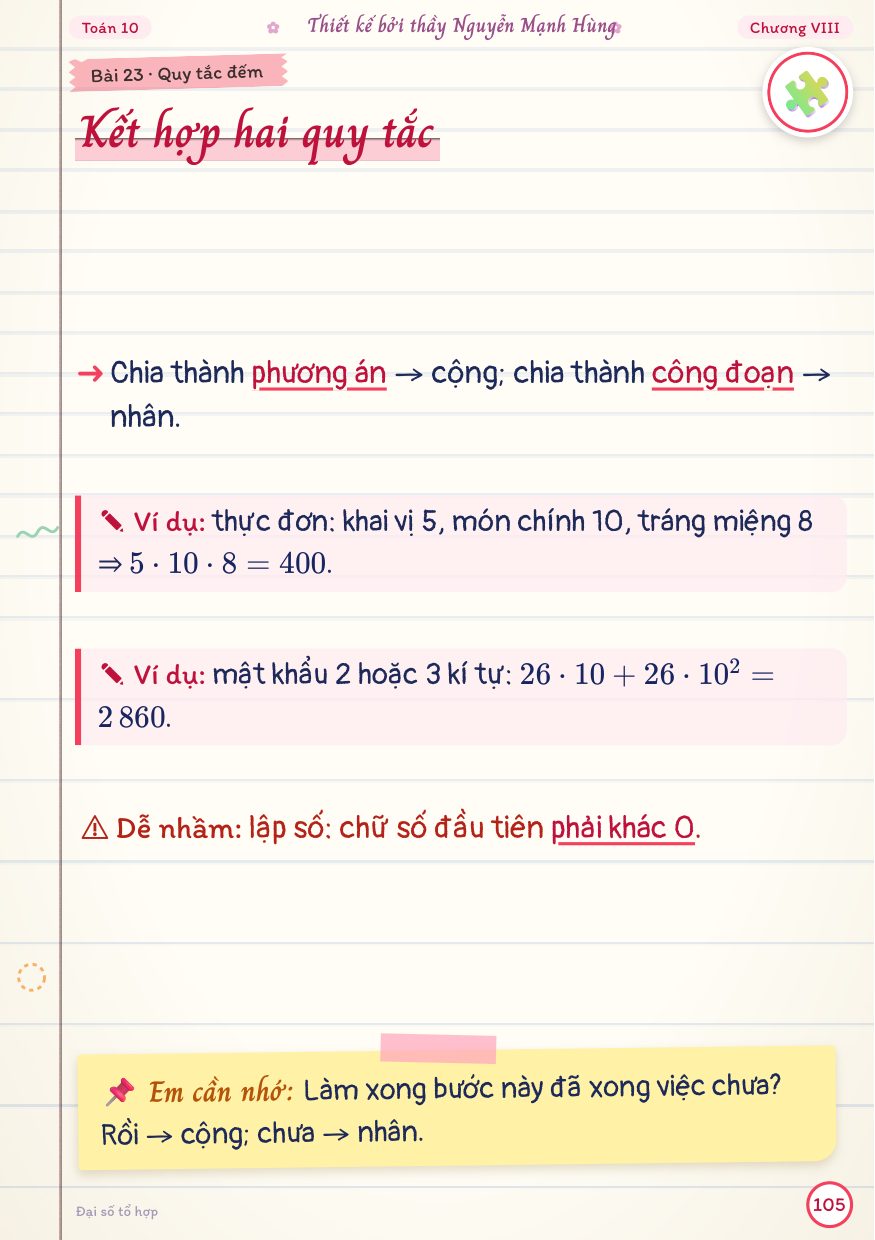 Toán 10
Thiết kế bởi thầy Nguyễn Mạnh Hùng
Chương VIII
Bài 23 · Quy tắc đếm
Kết hợp hai quy tắc
→ Chia thành phương án → cộng; chia thành công đoạn →
nhân.
Ví dụ: thực đơn: khai vị 5, món chính 10, tráng miệng 8
⇒ 5 · 10 · 8 = 400.
Ví dụ: mật khẩu 2 hoặc 3 kí tự: 26 · 10 + 26 · 10² =
2 860.
⚠ Dễ nhầm: lập số: chữ số đầu tiên phải khác 0.
📌 Em cần nhớ: Làm xong bước này đã xong việc chưa?
Rồi → cộng; chưa → nhân.
Đại số tổ hợp
105